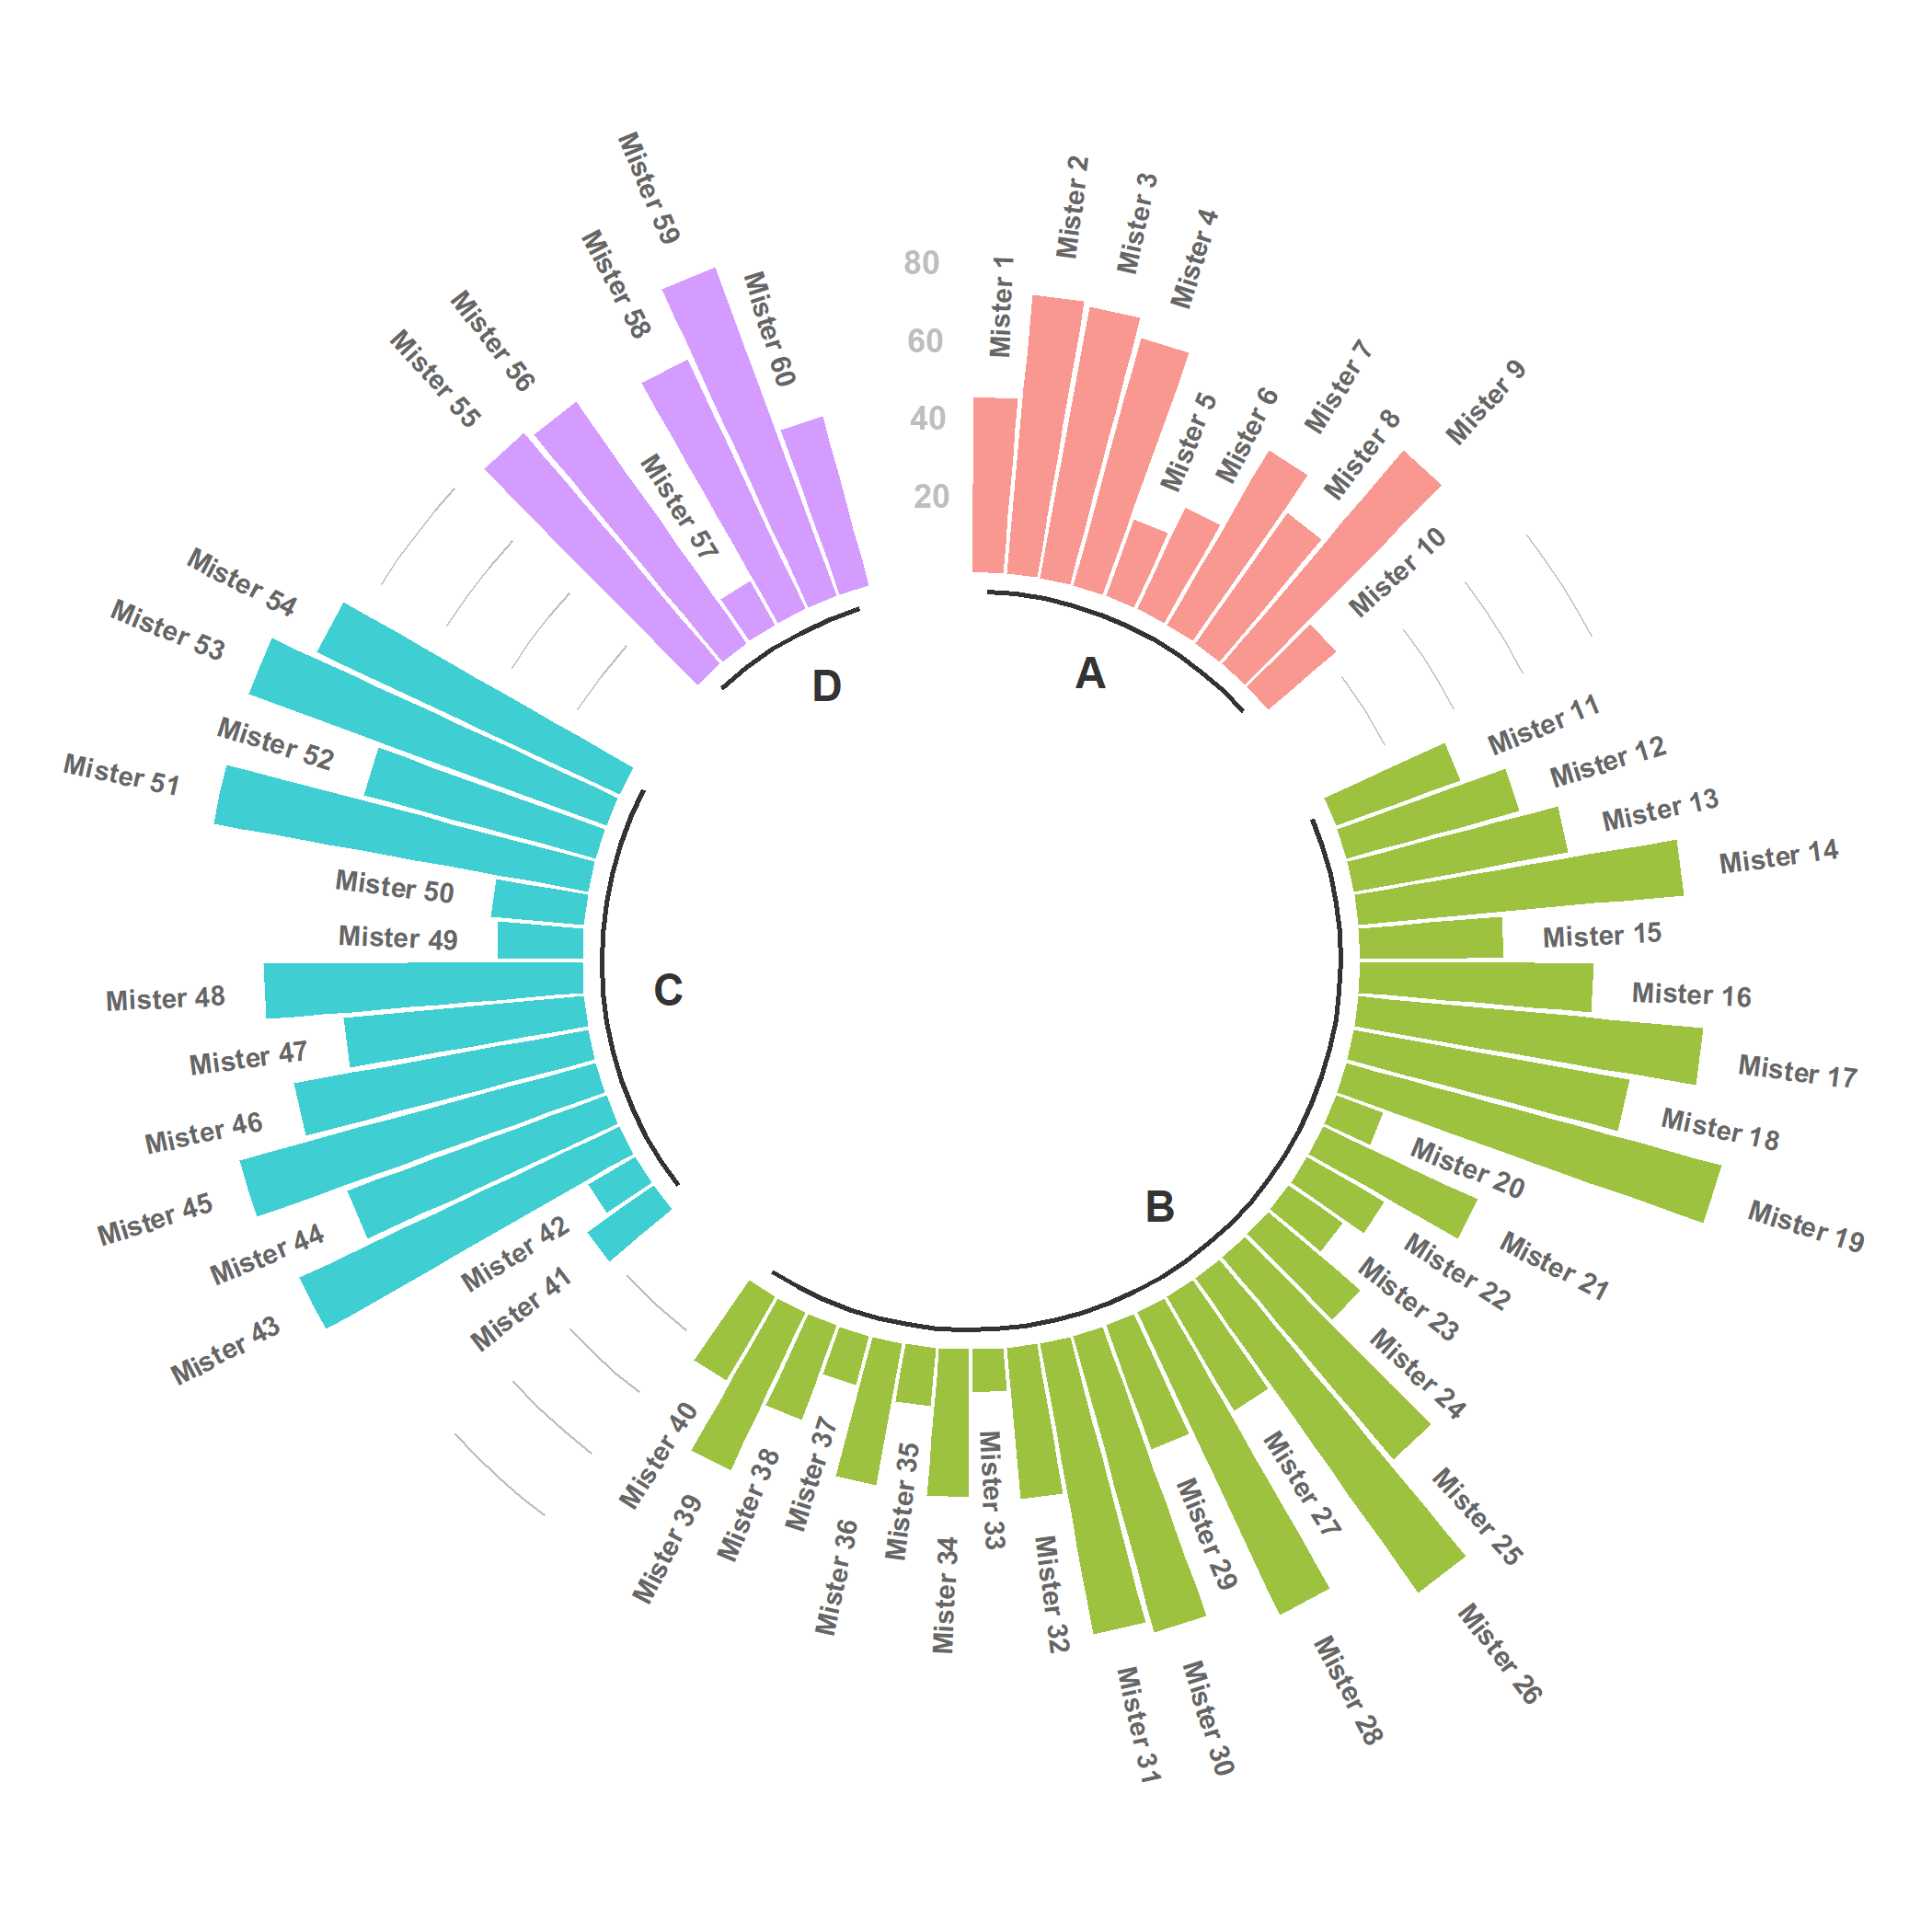 80
60
40
20
Mister 1
Mister 2
Mister 3
Mister 4
Mister 5
Mister 6
Mister 7
Mister 8
Mister 9
Mister 10
Mister 11
Mister 12
Mister 13
Mister 14
Mister 15
Mister 16
Mister 17
Mister 18
Mister 19
Mister 20
Mister 21
Mister 22
Mister 23
Mister 24
Mister 25
Mister 26
Mister 27
Mister 28
Mister 29
Mister 30
Mister 31
Mister 32
Mister 33
Mister 34
Mister 35
Mister 36
Mister 37
Mister 38
Mister 39
Mister 40
Mister 41
Mister 42
Mister 43
Mister 44
Mister 45
Mister 46
Mister 47
Mister 48
Mister 49
Mister 50
Mister 51
Mister 52
Mister 53
Mister 54
Mister 55
Mister 56
Mister 57
Mister 58
Mister 59
Mister 60
A
B
C
D